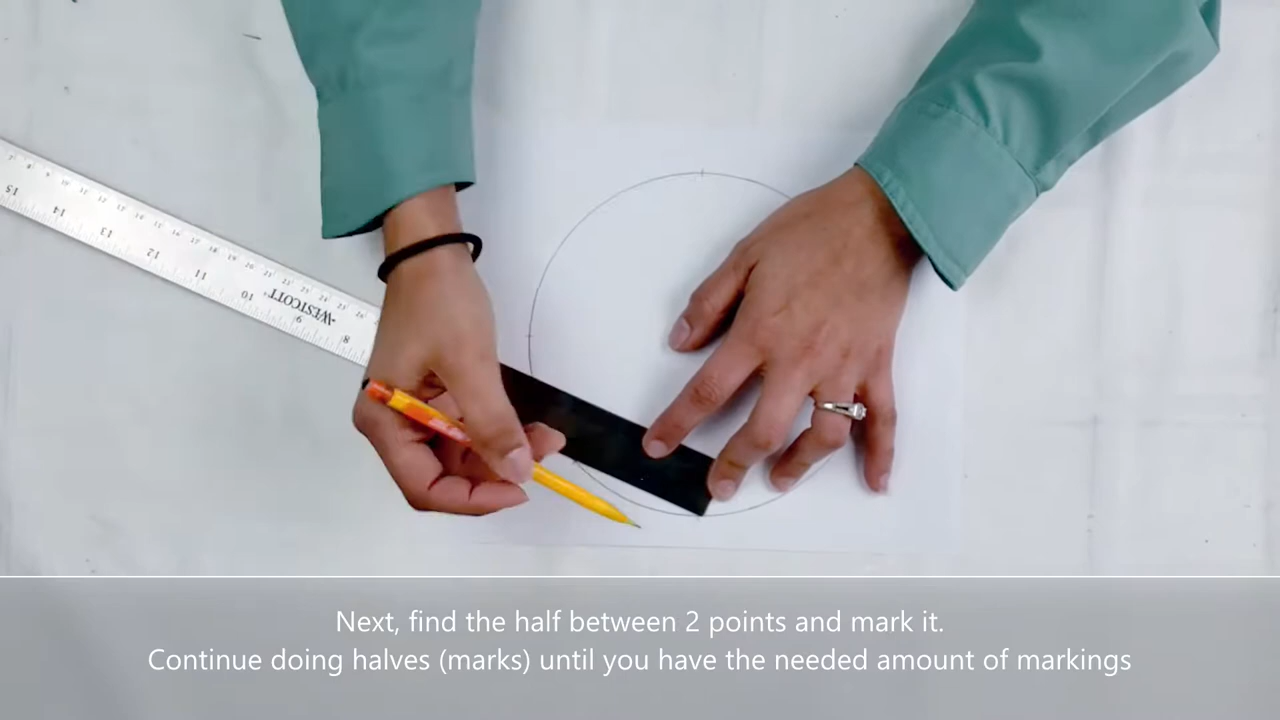 15 14 13 12 11 10 9 8
WESTCOTT
Next, find the half between 2 points and mark it.
Continue doing halves (marks) until you have the needed amount of markings